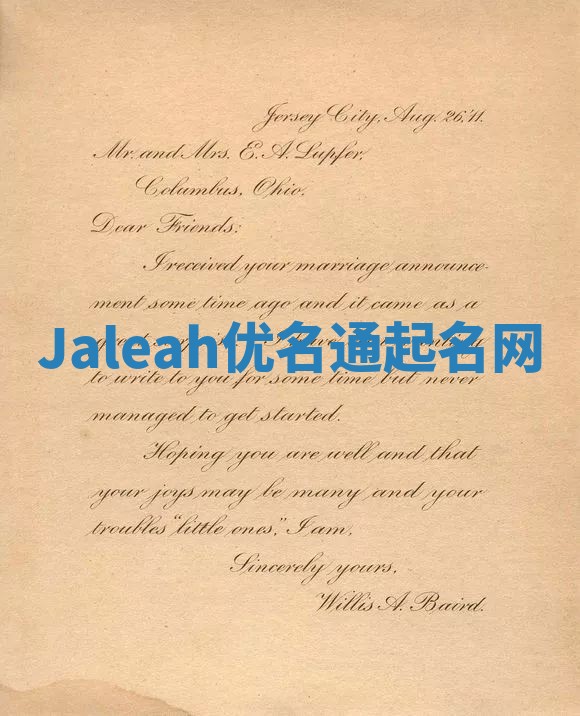 Jersey City, Aug. 26,'11.
Mr. and Mrs. E. A. Lupfer,
Columbus, Ohio.
Dear Friends:
I received your marriage announce-
ment some time ago and it came as a
Jaleah优名通起名网
to write to you for some time but never
managed to get started.
Hoping you are well and that
your joys may be many and your
troubles "little ones," I am,
Sincerely yours,
Willis A. Baird.